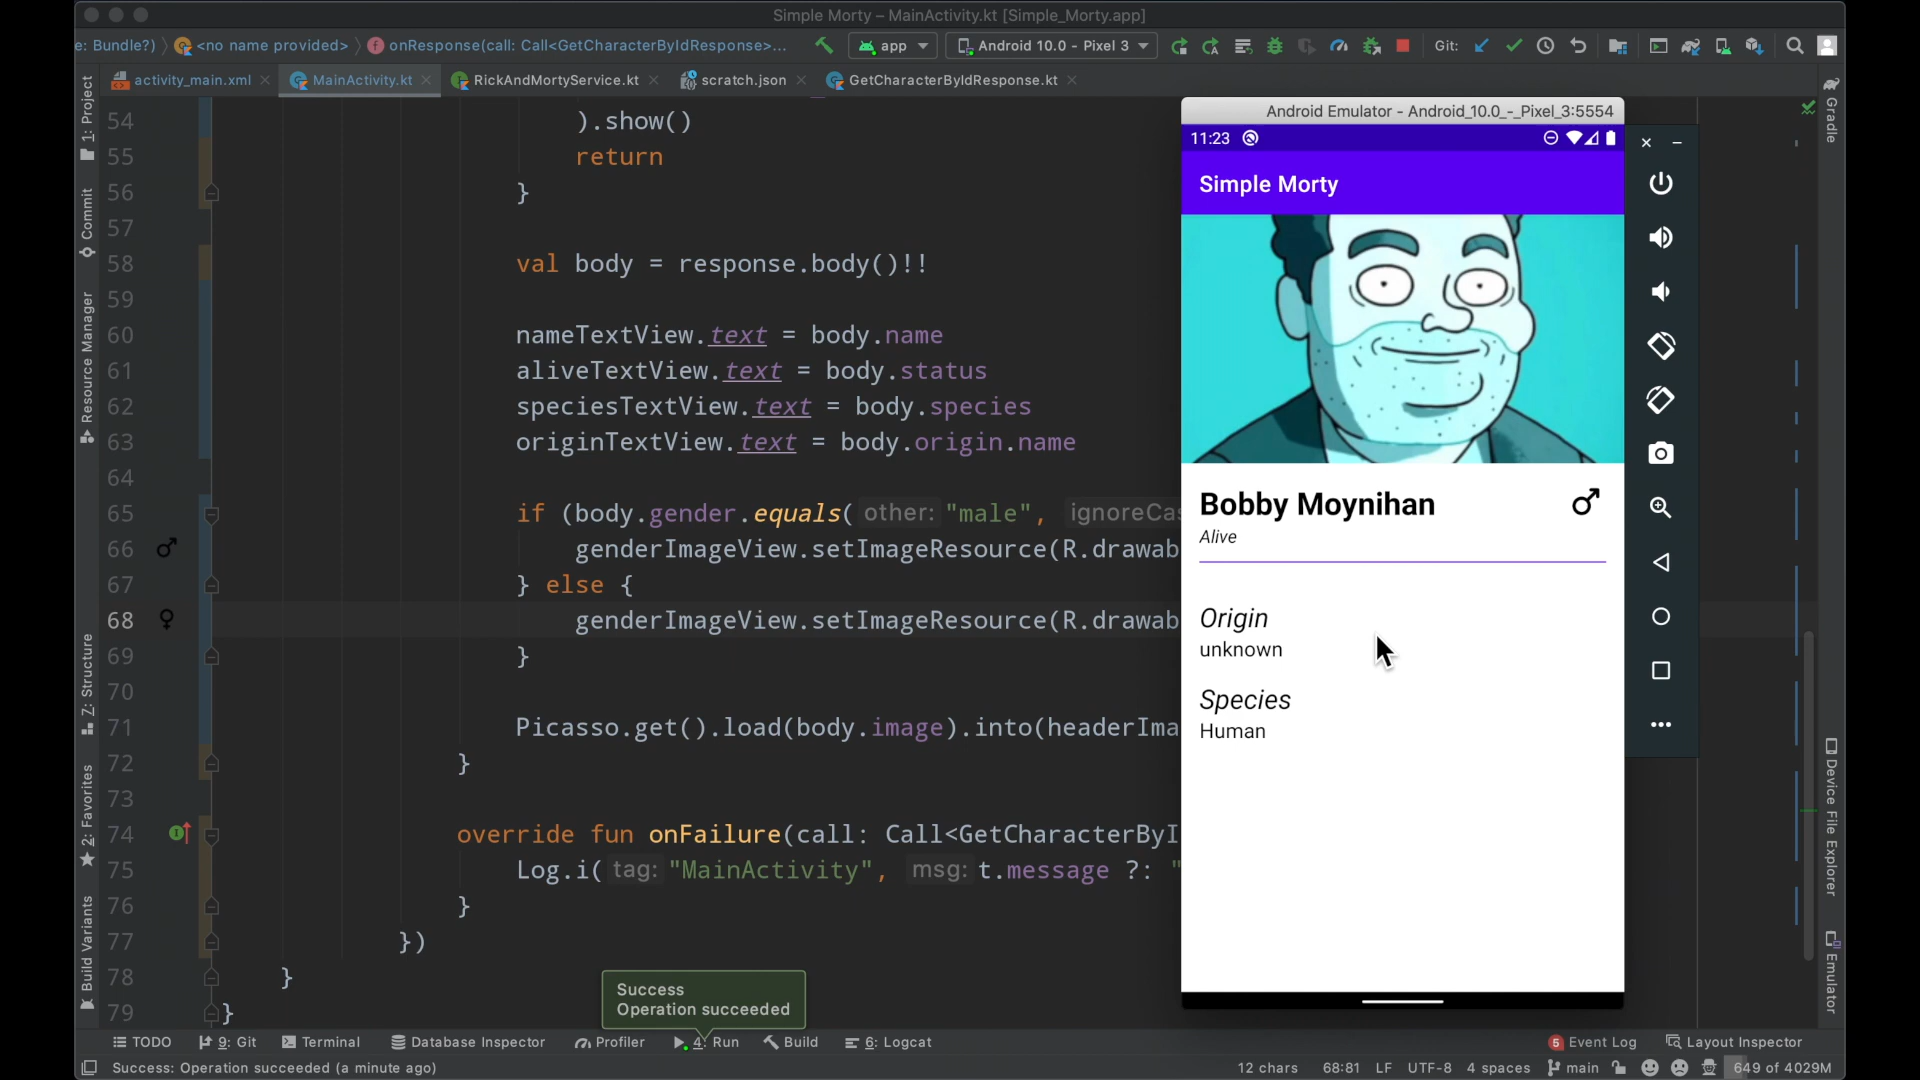 Simple Morty – MainActivity.kt [Simple_Morty.app]
e: Bundle?) <no name provided> onResponse(call: Call<GetCharacterByIdResponse>...
app
Android 10.0 - Pixel 3
Git:
activity_main.xml
MainActivity.kt
RickAndMortyService.kt
scratch.json
GetCharacterByIdResponse.kt
1: Project
Commit
Resource Manager
Z: Structure
2: Favorites
Build Variants
54 ).show()
55 return
56 }
57
58 val body = response.body()!!
59
60 nameTextView.text = body.name
61 aliveTextView.text = body.status
62 speciesTextView.text = body.species
63 originTextView.text = body.origin.name
64
65 if (body.gender.equals( other: "male", ignoreCas
66 genderImageView.setImageResource(R.drawab
67 } else {
68 genderImageView.setImageResource(R.drawab
69 }
70
71 Picasso.get().load(body.image).into(headerIma
72 }
73
74 override fun onFailure(call: Call<GetCharacterByI
75 Log.i( tag: "MainActivity", msg: t.message ?: "
76 }
77 })
78 }
79 }
Android Emulator - Android_10.0_-_Pixel_3:5554
11:23
Simple Morty
Bobby Moynihan
Alive
Origin
unknown
Species
Human
Gradle
Device File Explorer
Emulator
Success
Operation succeeded
TODO
9: Git
Terminal
Database Inspector
Profiler
4: Run
Build
6: Logcat
5 Event Log
Layout Inspector
Success: Operation succeeded (a minute ago)
12 chars
68:81
LF
UTF-8
4 spaces
main
649 of 4029M